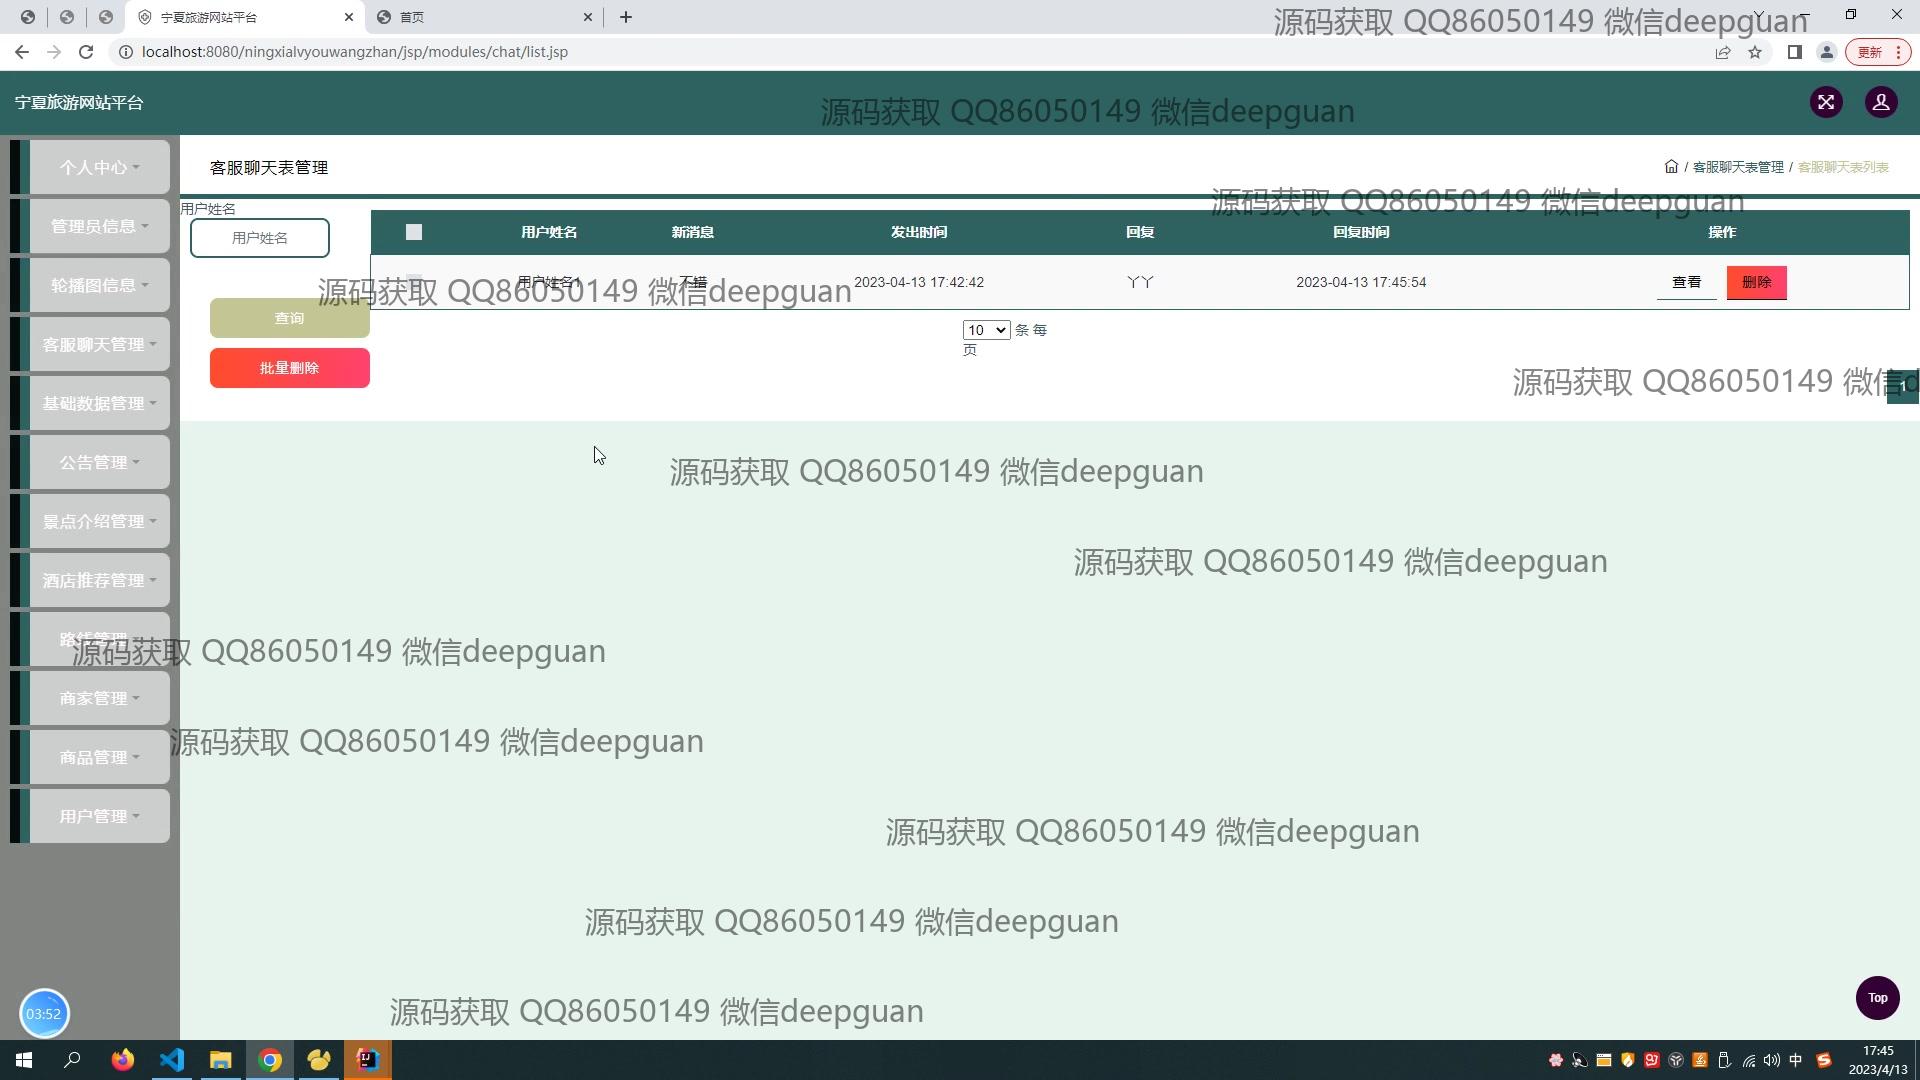 宁夏旅游网站平台
首页
源码获取 QQ86050149 微信deepguan
localhost:8080/ningxialvyouwangzhan/jsp/modules/chat/list.jsp
更新
宁夏旅游网站平台
源码获取 QQ86050149 微信deepguan
个人中心
客服聊天表管理
/ 客服聊天表管理 / 客服聊天表列表
源码获取 QQ86050149 微信deepguan
用户姓名
管理员信息
用户姓名
用户姓名 新消息 发出时间 回复 回复时间 操作
轮播图信息
用户姓名1 不错 2023-04-13 17:42:42 丫丫 2023-04-13 17:45:54 查看 删除
源码获取 QQ86050149 微信deepguan
查询
10 条 每
页
客服聊天管理
批量删除
源码获取 QQ86050149 微信d
1
基础数据管理
公告管理
源码获取 QQ86050149 微信deepguan
景点介绍管理
源码获取 QQ86050149 微信deepguan
酒店推荐管理
路线管理
源码获取 QQ86050149 微信deepguan
商家管理
源码获取 QQ86050149 微信deepguan
商品管理
用户管理
源码获取 QQ86050149 微信deepguan
源码获取 QQ86050149 微信deepguan
Top
03:52
源码获取 QQ86050149 微信deepguan
中
17:45
2023/4/13